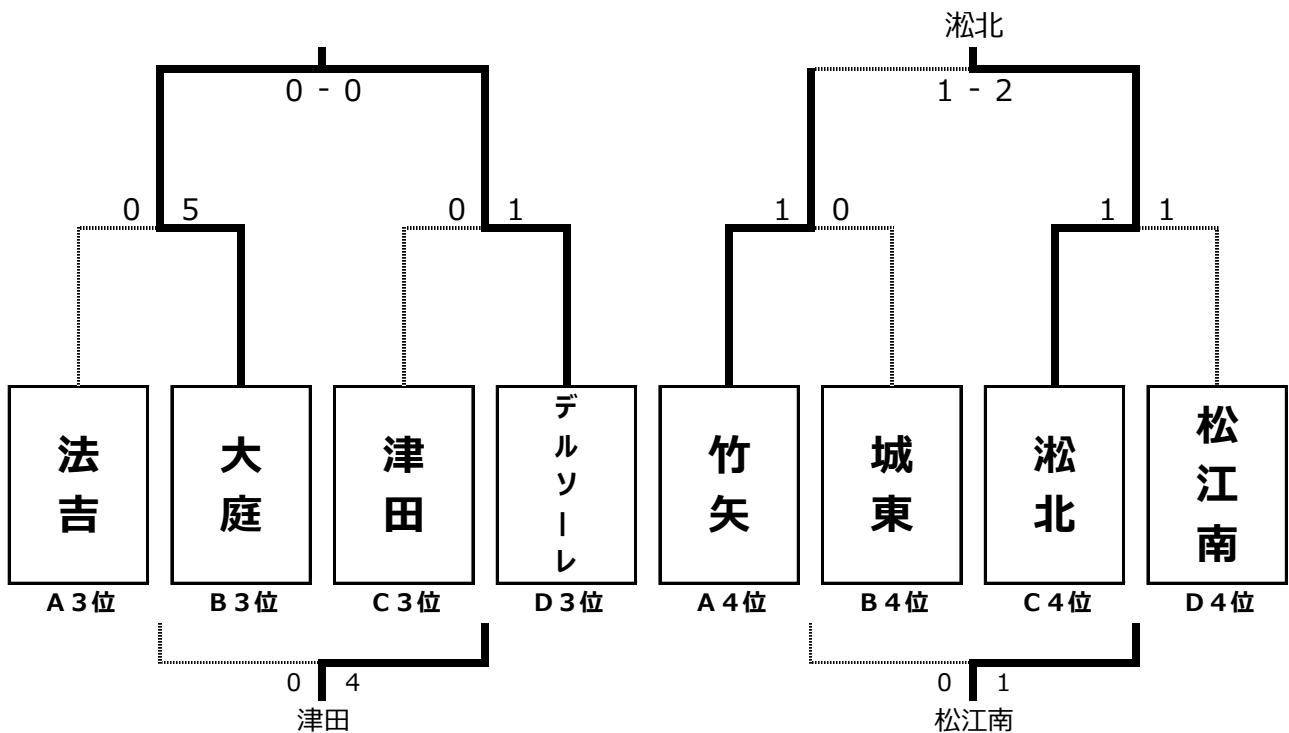 淞北
0 - 0
1 - 2
0 5
0 1
1 0
1 1
法吉
大庭
津田
デルソーレ
竹矢
城東
淞北
松江南
A3位
B3位
C3位
D3位
A4位
B4位
C4位
D4位
0 4
0 1
津田
松江南